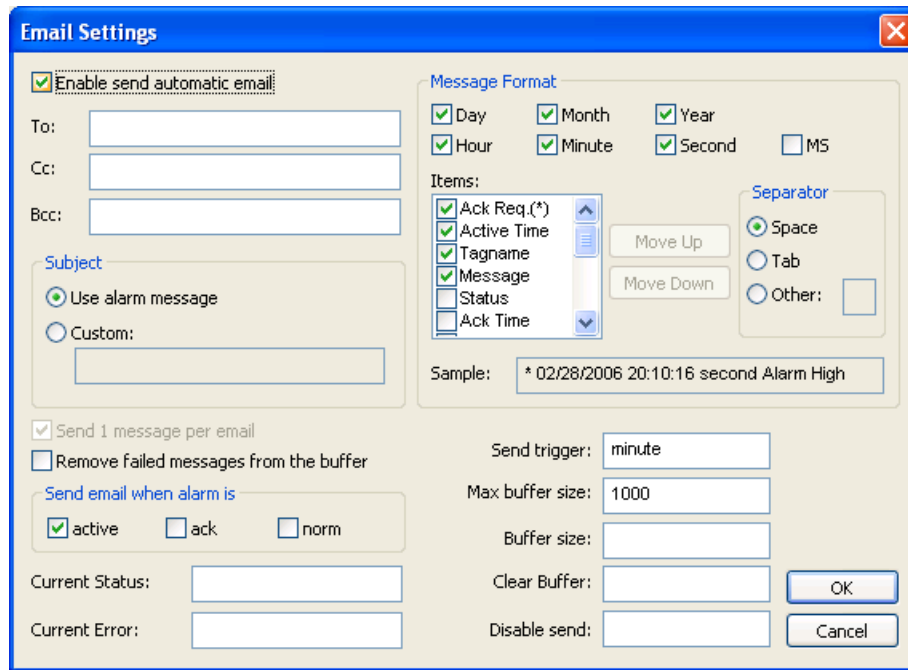 Email Settings
Enable send automatic email
To:
Cc:
Bcc:
Subject
Use alarm message
Custom:
Send 1 message per email
Remove failed messages from the buffer
Send email when alarm is
active
ack
norm
Current Status:
Current Error:
Message Format
Day
Month
Year
Hour
Minute
Second
MS
Items:
Ack Req.(*)
Active Time
Tagname
Message
Status
Ack Time
Move Up
Move Down
Separator
Space
Tab
Other:
Sample:
* 02/28/2006 20:10:16 second Alarm High
Send trigger:
minute
Max buffer size:
1000
Buffer size:
Clear Buffer:
Disable send:
OK
Cancel